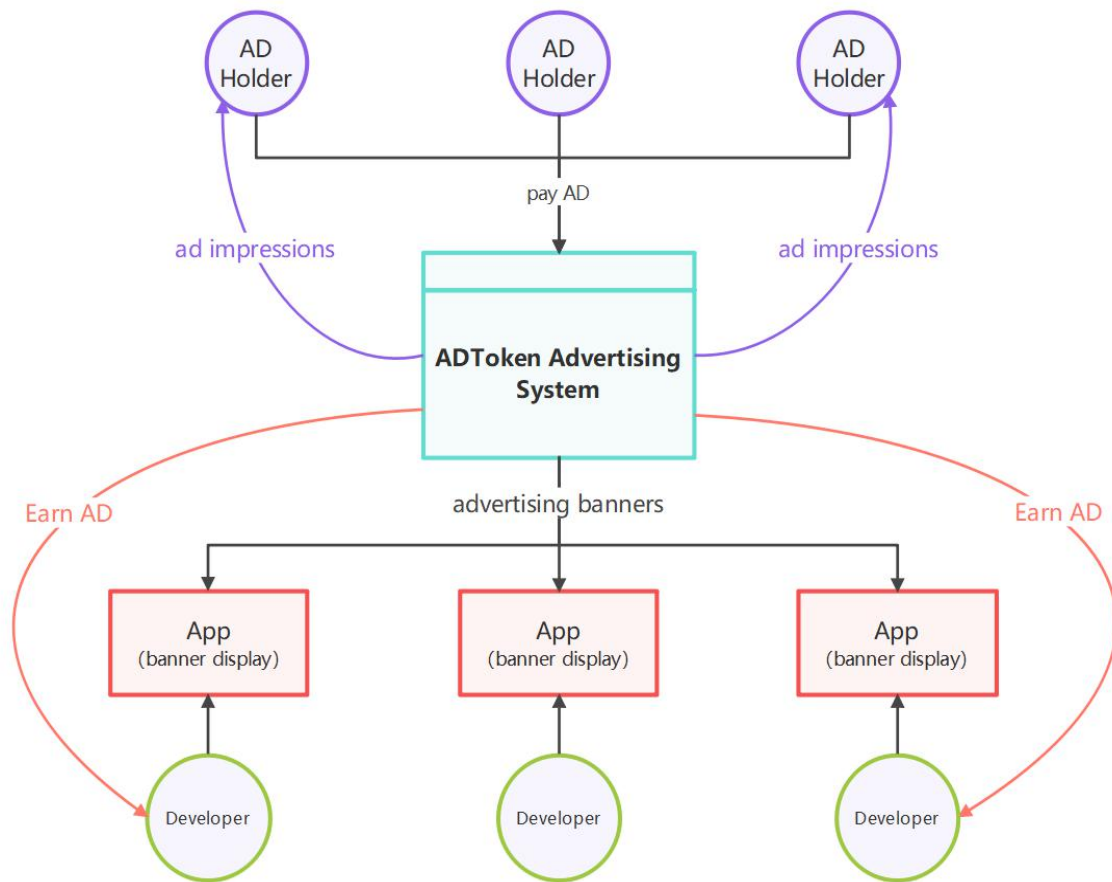 AD
Holder
AD
Holder
AD
Holder
pay AD
ad impressions
ad impressions
ADToken Advertising
System
Earn AD
advertising banners
Earn AD
App
(banner display)
App
(banner display)
App
(banner display)
Developer
Developer
Developer